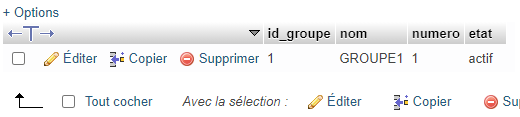 + Options
id_groupe nom numero etat
Éditer Copier Supprimer 1 GROUPE1 1 actif
Tout cocher Avec la sélection : Éditer Copier